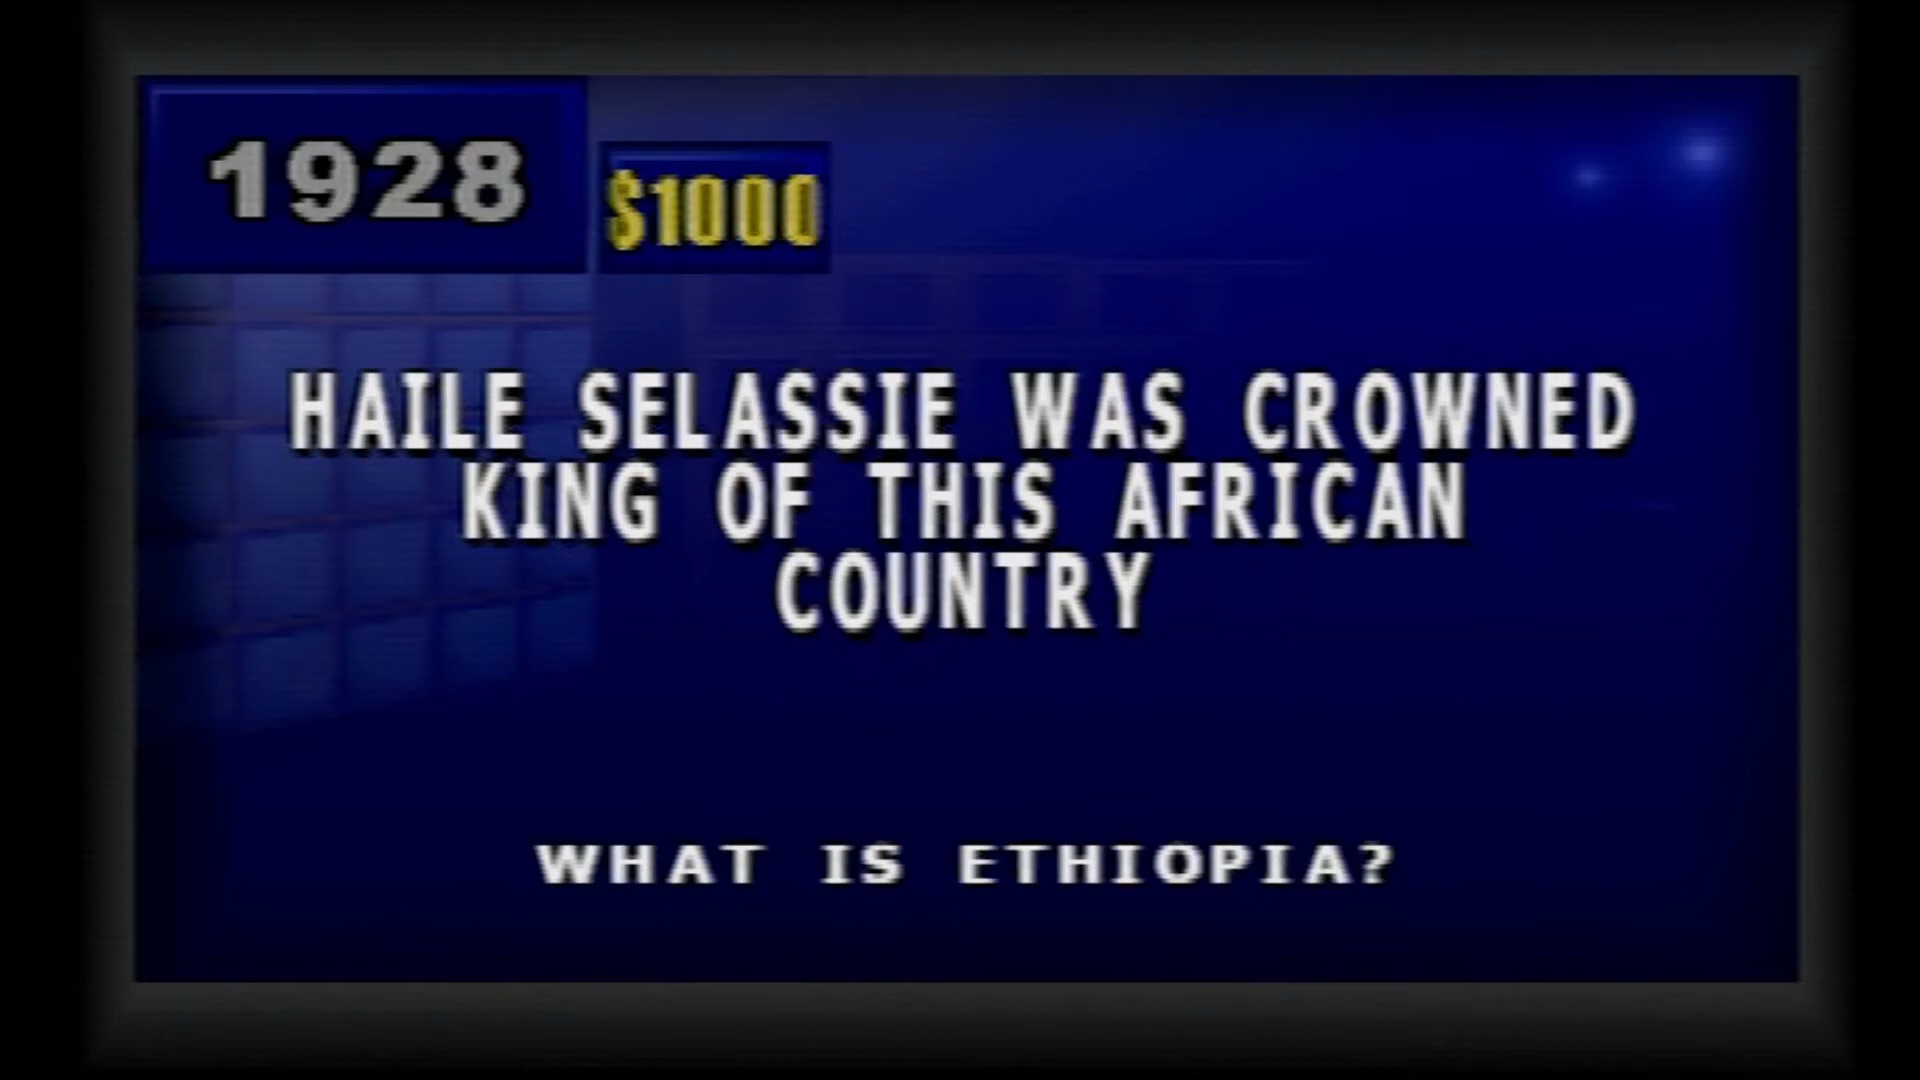 1928
$1000
HAILE SELASSIE WAS CROWNED
KING OF THIS AFRICAN
COUNTRY
WHAT IS ETHIOPIA?